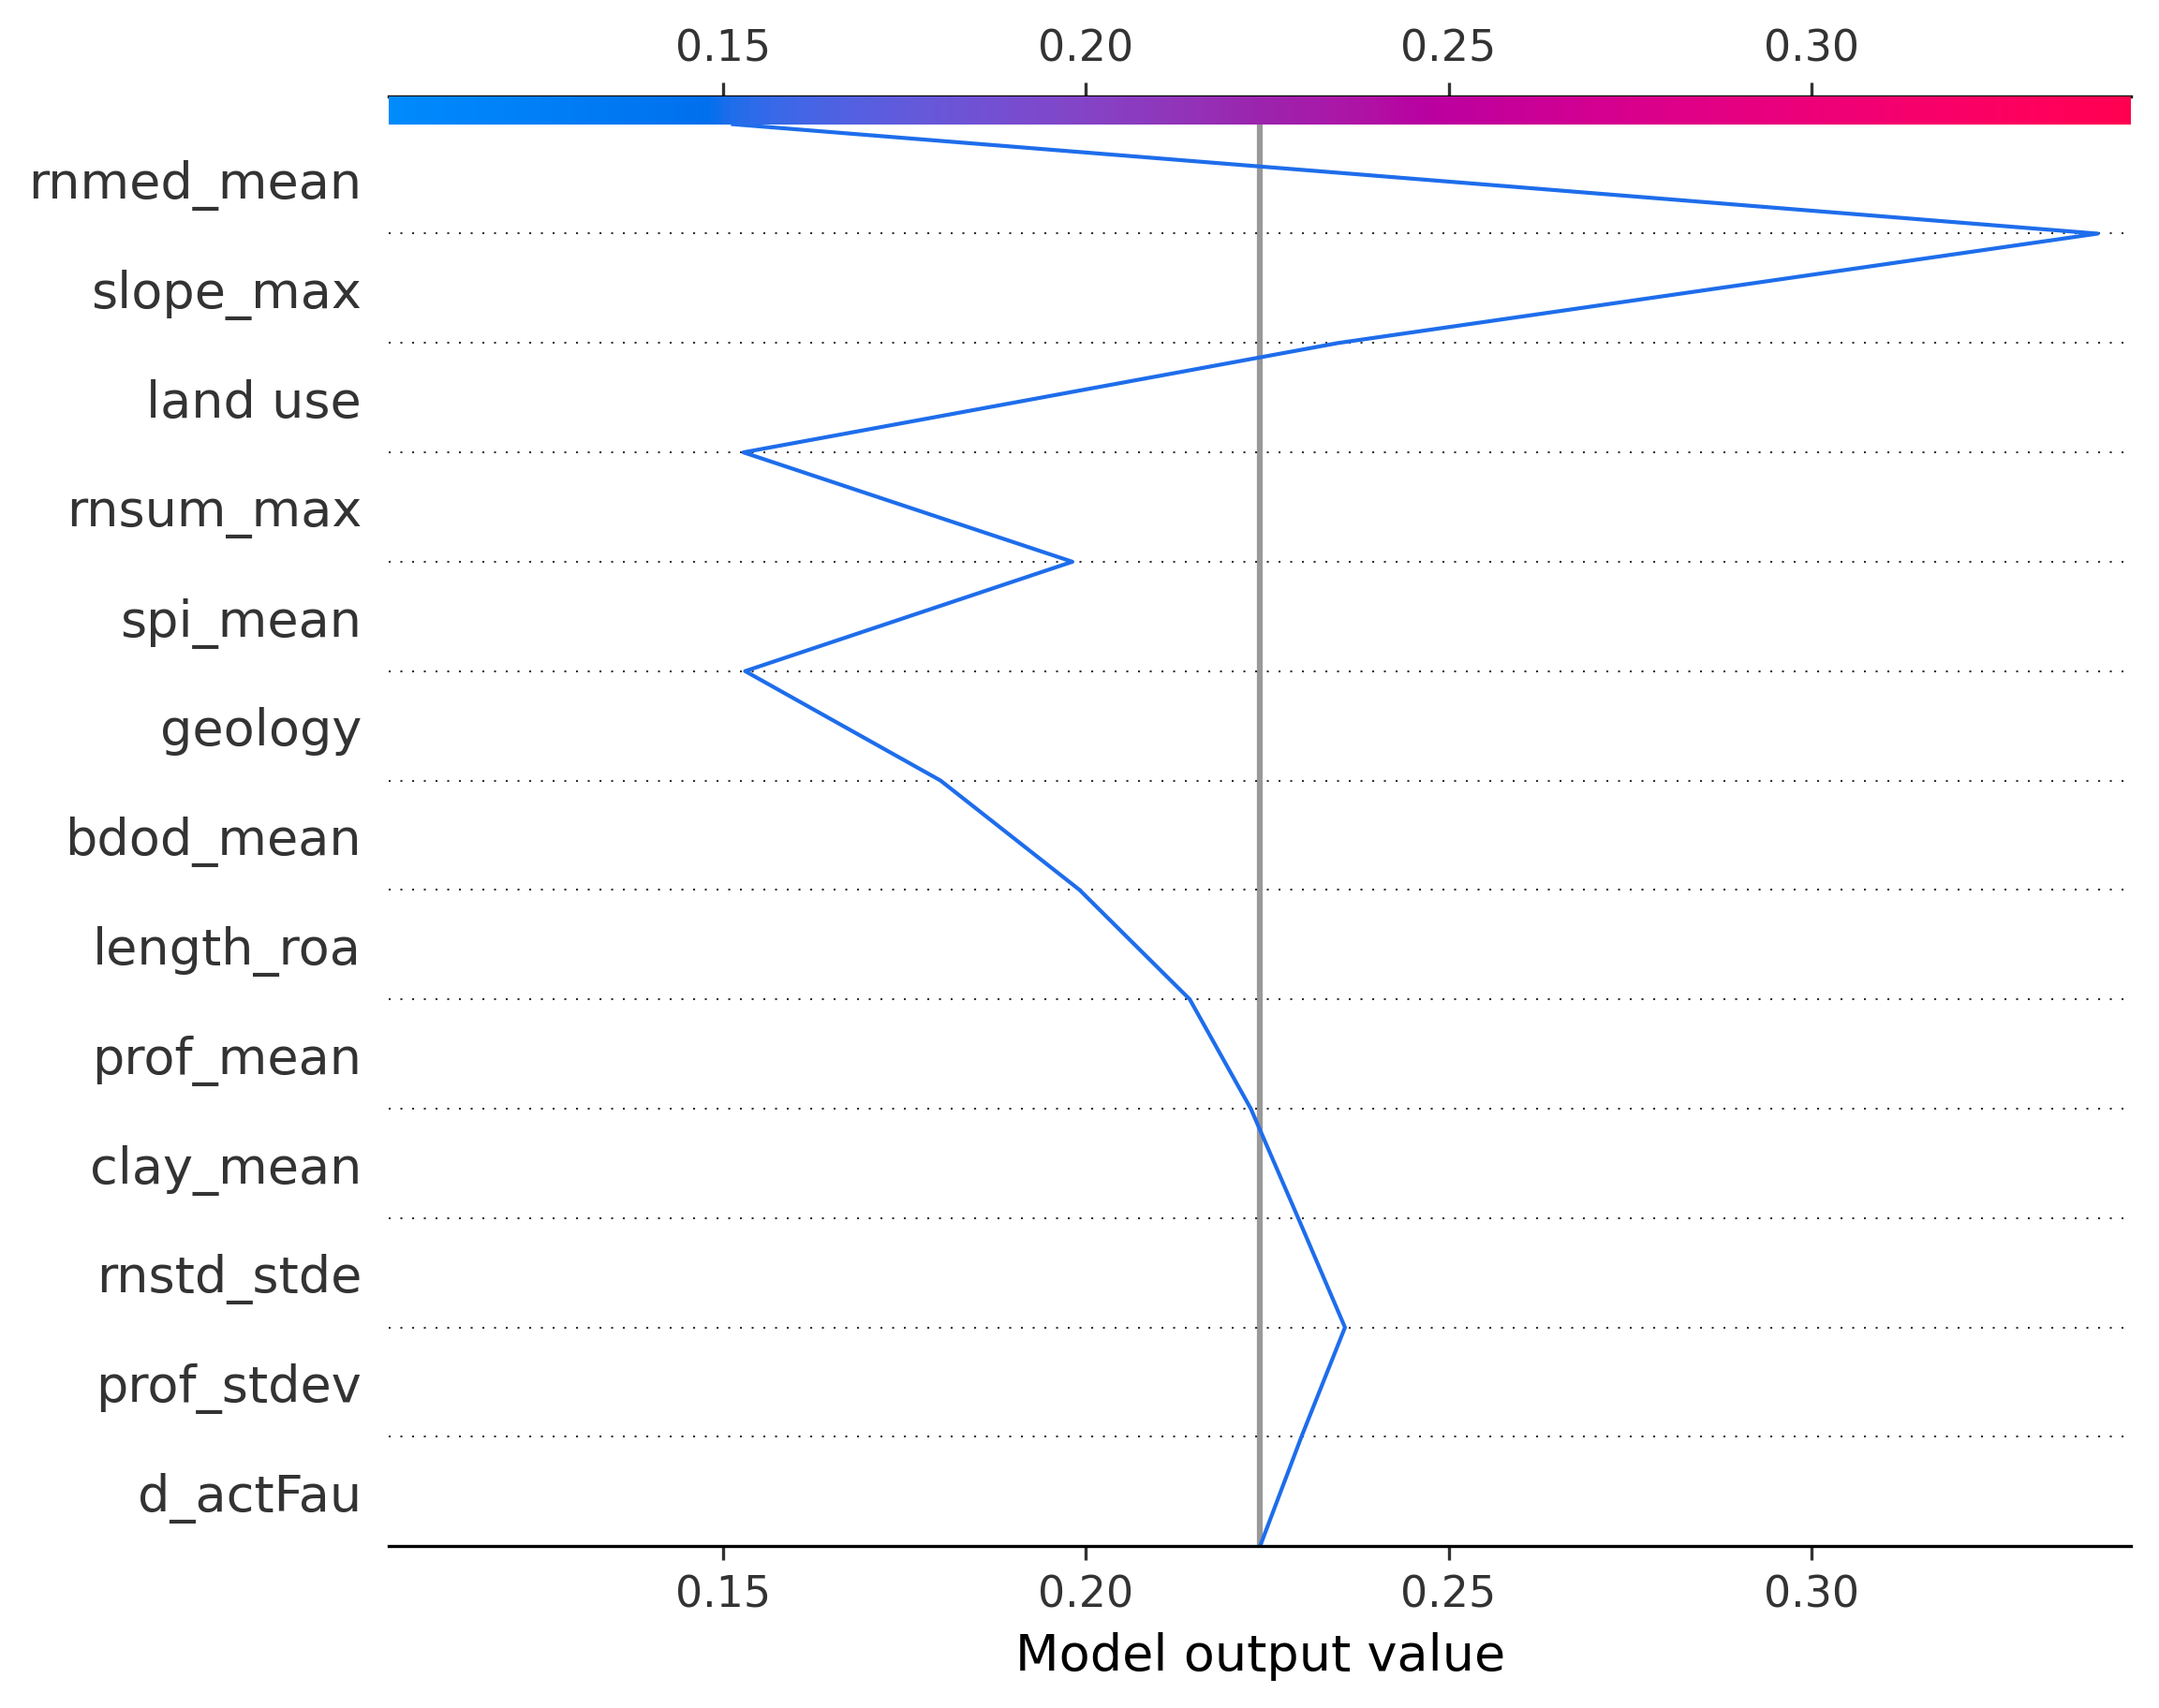 0.15 0.20 0.25 0.30
rnmed_mean
slope_max
land use
rnsum_max
spi_mean
geology
bdod_mean
length_roa
prof_mean
clay_mean
rnstd_stde
prof_stdev
d_actFau
0.15 0.20 0.25 0.30
Model output value